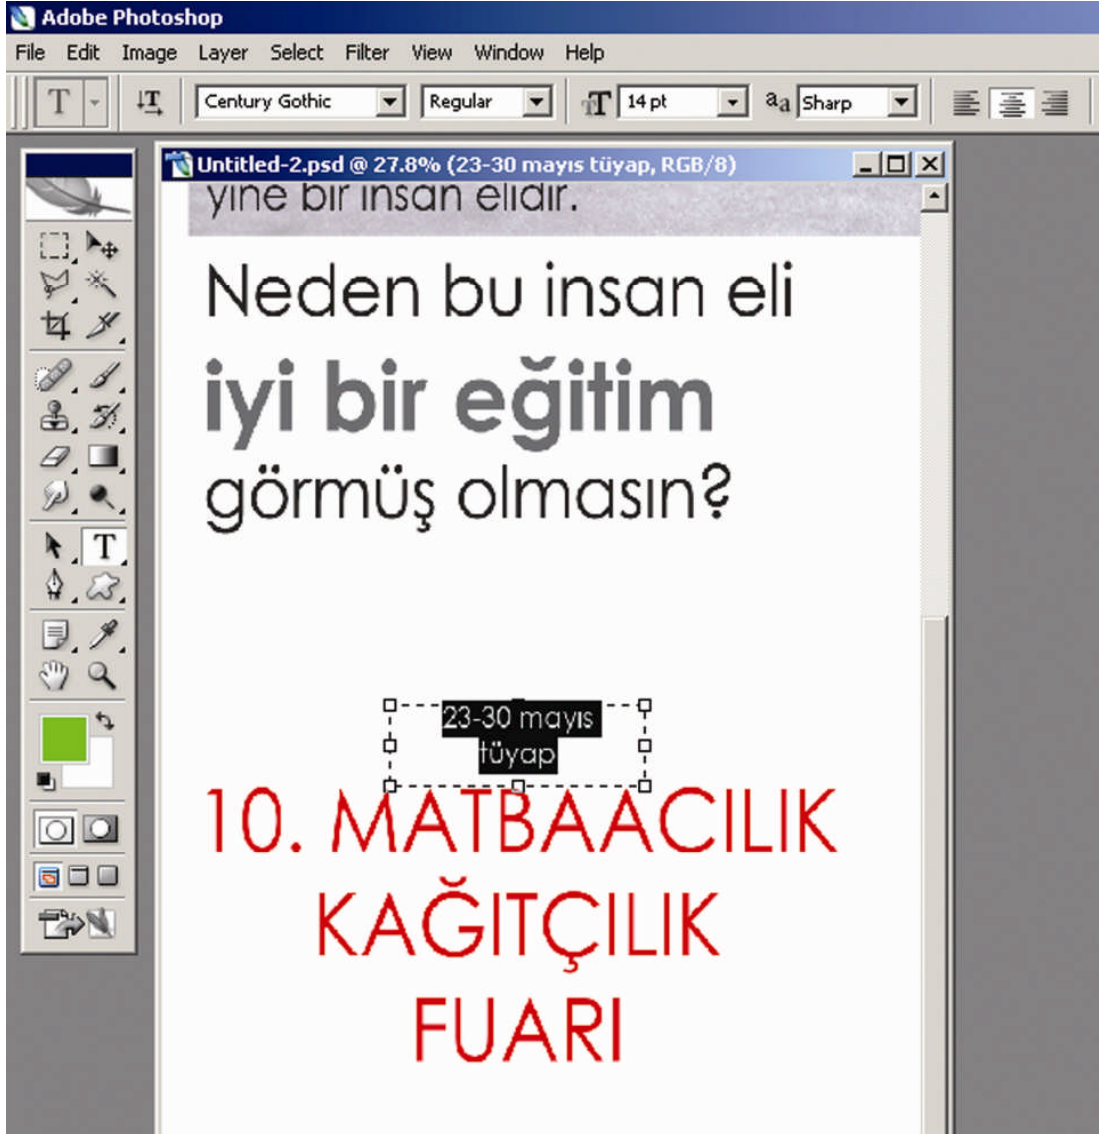 Adobe Photoshop
File Edit Image Layer Select Filter View Window Help
T T Century Gothic Regular T 14 pt aa Sharp
Untitled-2.psd @ 27.8% (23-30 mayıs tüyap, RGB/8)
yine bir insan elidir.
Neden bu insan eli
iyi bir eğitim
görmüş olmasın?
T
23-30 mayıs
tüyap
10. MATBAACILIK
KAĞITÇILIK
FUARI